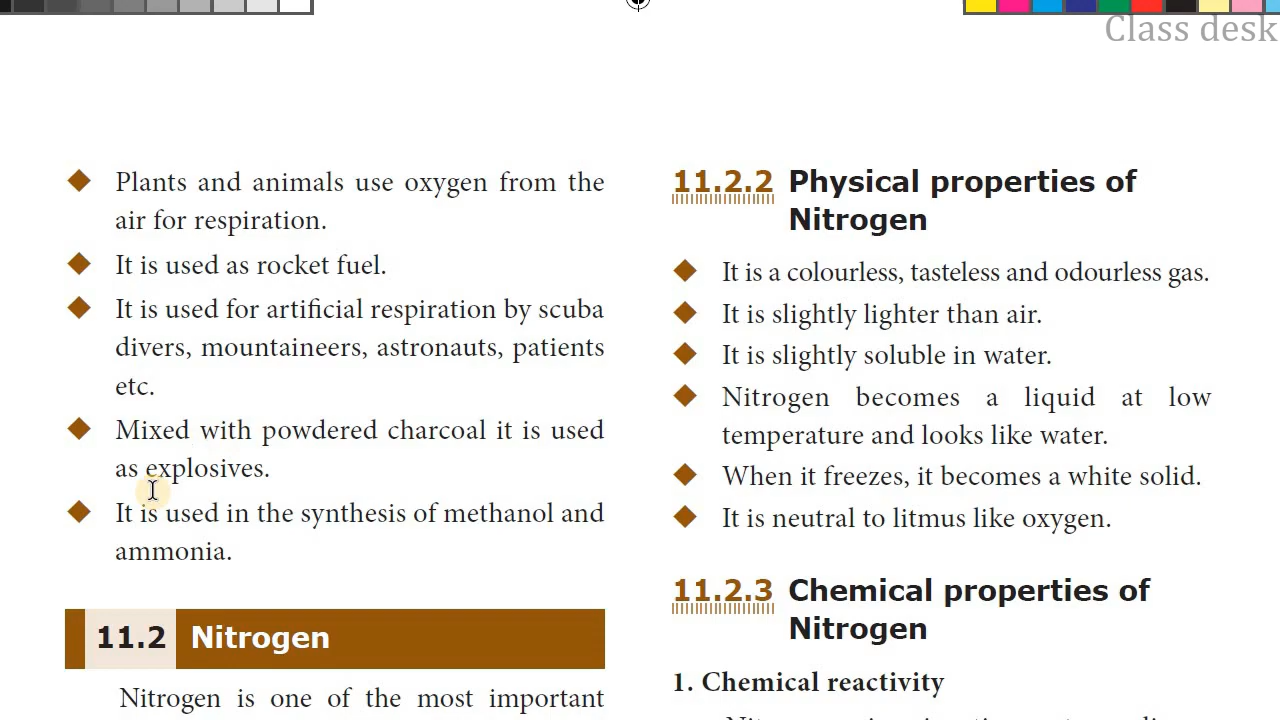 Class desk
Plants and animals use oxygen from the
air for respiration.
It is used as rocket fuel.
It is used for artificial respiration by scuba
divers, mountaineers, astronauts, patients
etc.
Mixed with powdered charcoal it is used
as explosives.
It is used in the synthesis of methanol and
ammonia.
11.2 Nitrogen
Nitrogen is one of the most important
11.2.2 Physical properties of
Nitrogen
It is a colourless, tasteless and odourless gas.
It is slightly lighter than air.
It is slightly soluble in water.
Nitrogen becomes a liquid at low
temperature and looks like water.
When it freezes, it becomes a white solid.
It is neutral to litmus like oxygen.
11.2.3 Chemical properties of
Nitrogen
1. Chemical reactivity